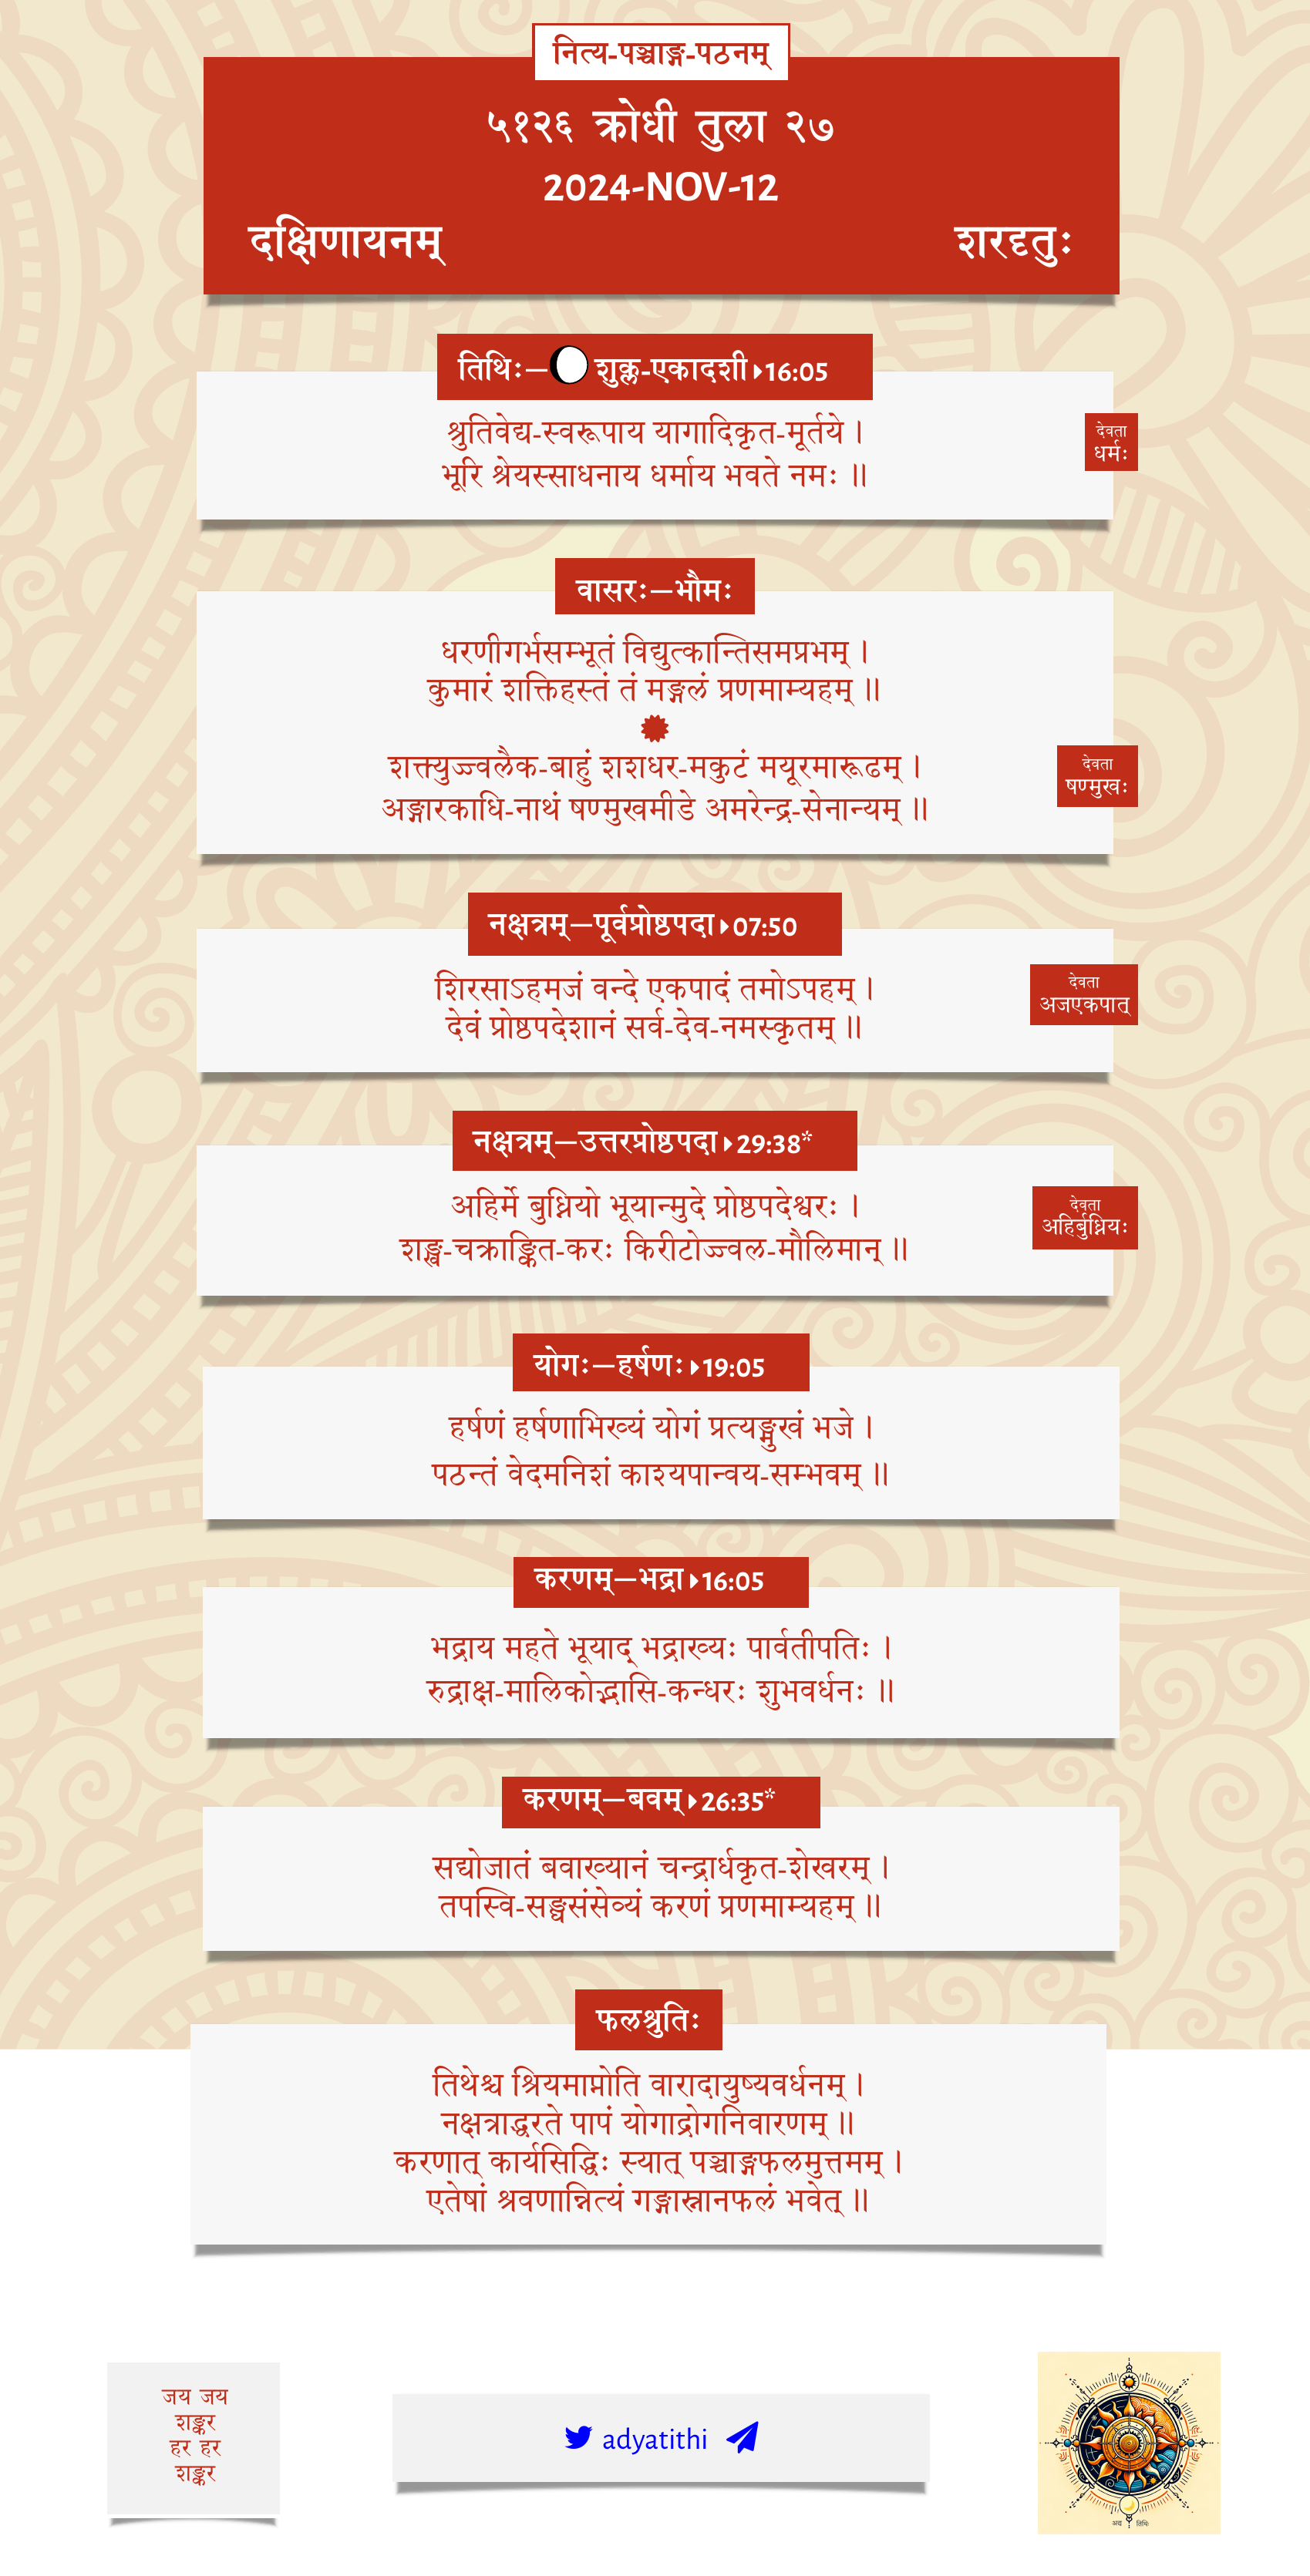 नित्य-पञ्चाङ्ग-पठनम्
५१२६ क्रोधी तुला २७
2024-NOV-12
दक्षिणायनम् शरदृतुः
तिथिः—शुक्ल-एकादशी 16:05
श्रुतिवेद्य-स्वरूपाय यागादिकृत-मूर्तये ।
भूरि श्रेयस्साधनाय धर्माय भवते नमः ॥
देवता
धर्मः
वासरः—भौमः
धरणीगर्भसम्भूतं विद्युत्कान्तिसमप्रभम् ।
कुमारं शक्तिहस्तं तं मङ्गलं प्रणमाम्यहम् ॥
शक्त्युज्ज्वलैक-बाहुं शशधर-मकुटं मयूरमारूढम् ।
अङ्गारकाधि-नाथं षण्मुखमीडे अमरेन्द्र-सेनान्यम् ॥
देवता
षण्मुखः
नक्षत्रम्—पूर्वप्रोष्ठपदा 07:50
शिरसाऽहमजं वन्दे एकपादं तमोऽपहम् ।
देवं प्रोष्ठपदेशानं सर्व-देव-नमस्कृतम् ॥
देवता
अजएकपात्
नक्षत्रम्—उत्तरप्रोष्ठपदा 29:38*
अहिर्मे बुध्नियो भूयान्मुदे प्रोष्ठपदेश्वरः ।
शङ्ख-चक्राङ्कित-करः किरीटोज्ज्वल-मौलिमान् ॥
देवता
अहिर्बुध्नियः
योगः—हर्षणः 19:05
हर्षणं हर्षणाभिख्यं योगं प्रत्यङ्मुखं भजे ।
पठन्तं वेदमनिशं काश्यपान्वय-सम्भवम् ॥
करणम्—भद्रा 16:05
भद्राय महते भूयाद् भद्राख्यः पार्वतीपतिः ।
रुद्राक्ष-मालिकोद्भासि-कन्धरः शुभवर्धनः ॥
करणम्—बवम् 26:35*
सद्योजातं बवाख्यानं चन्द्रार्धकृत-शेखरम् ।
तपस्वि-सङ्घसंसेव्यं करणं प्रणमाम्यहम् ॥
फलश्रुतिः
तिथेश्च श्रियमाप्नोति वारादायुष्यवर्धनम् ।
नक्षत्राद्धरते पापं योगाद्रोगनिवारणम् ॥
करणात् कार्यसिद्धिः स्यात् पञ्चाङ्गफलमुत्तमम् ।
एतेषां श्रवणान्नित्यं गङ्गास्नानफलं भवेत् ॥
जय जय
शङ्कर
हर हर
शङ्कर
adyatithi
अद्य तिथिः